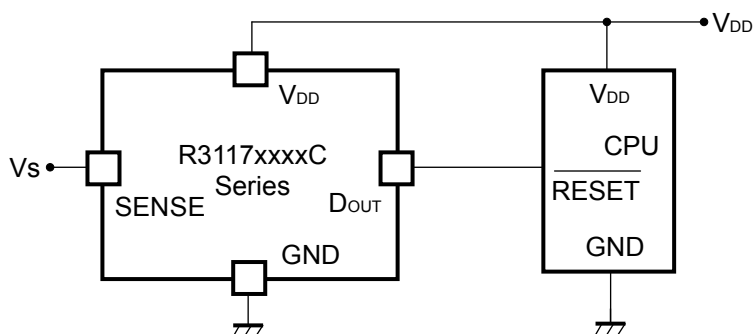 VDD
VDD
VDD
R3117xxxxC
Series
CPU
Vs
SENSE
DOUT
RESET
GND
GND